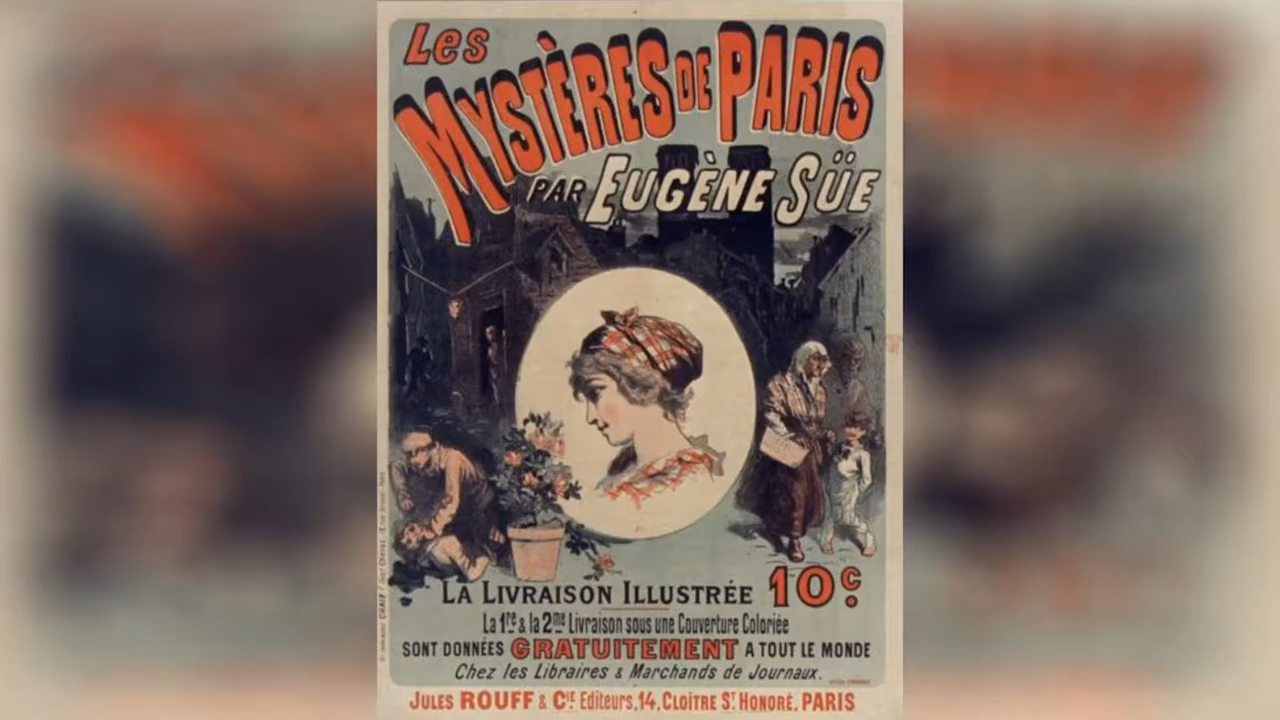 Les
MYSTÈRES DE PARIS
PAR EUGÈNE SÜE
LA LIVRAISON ILLUSTRÉE 10c.
La 1re & la 2me Livraison sous une Couverture Coloriée
SONT DONNÉES GRATUITEMENT A TOUT LE MONDE
Chez les Libraires & Marchands de Journaux.
JULES ROUFF & CIE Editeurs, 14, CLOÎTRE ST HONORÉ. PARIS